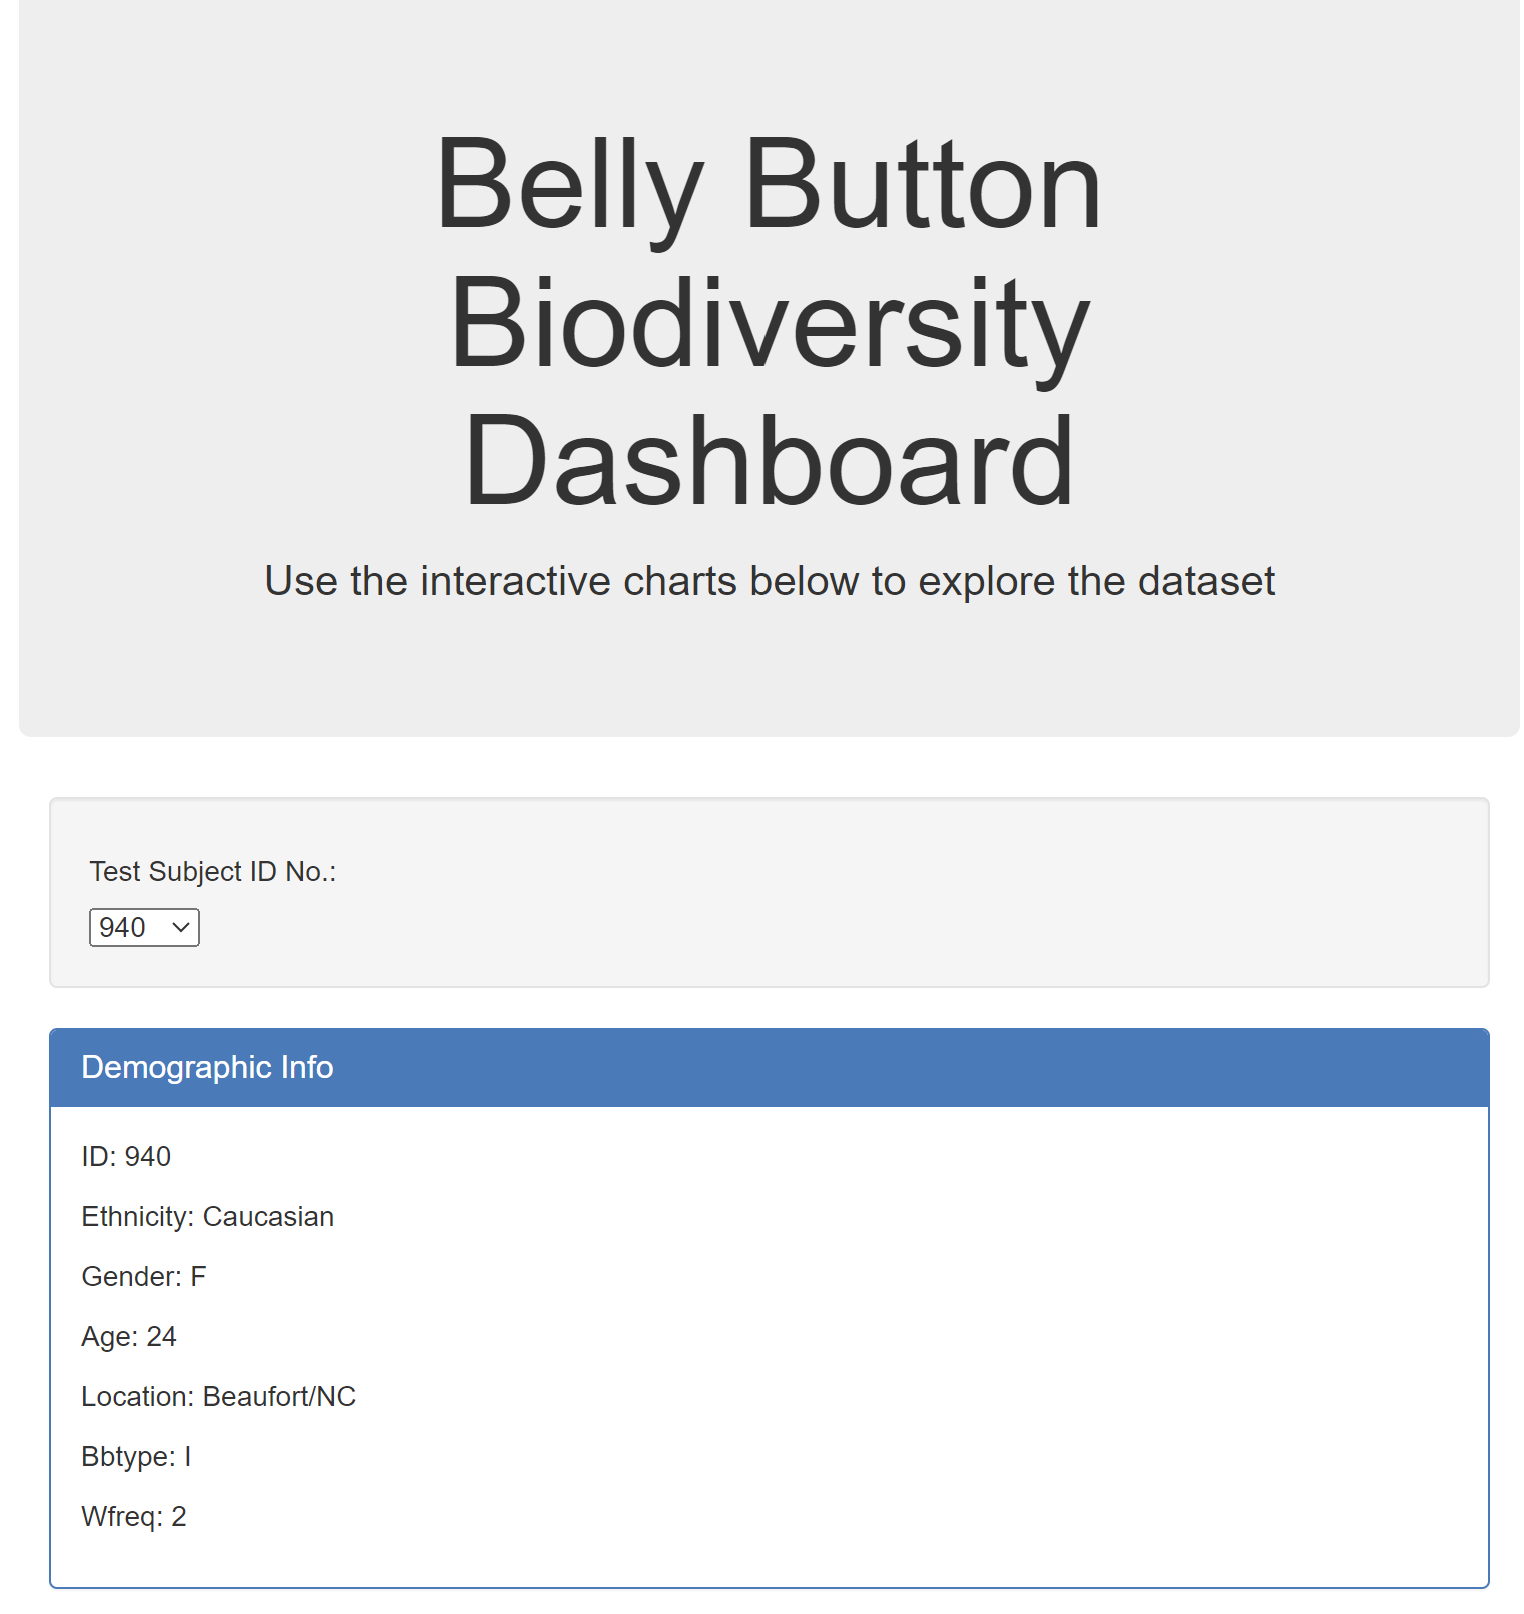 Belly Button
Biodiversity
Dashboard
Use the interactive charts below to explore the dataset
Test Subject ID No.:
940
Demographic Info
ID: 940
Ethnicity: Caucasian
Gender: F
Age: 24
Location: Beaufort/NC
Bbtype: I
Wfreq: 2